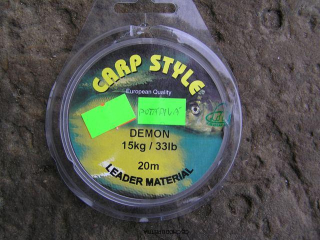 CARP STYLE
European Quality
DEMON
15kg / 33lb
20m
LEADER MATERIAL